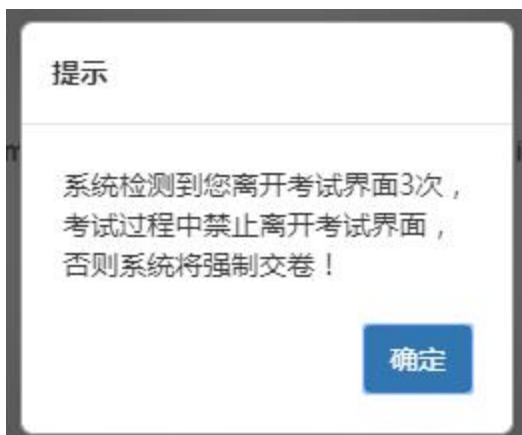 提示
系统检测到您离开考试界面3次，
考试过程中禁止离开考试界面，
否则系统将强制交卷！
确定